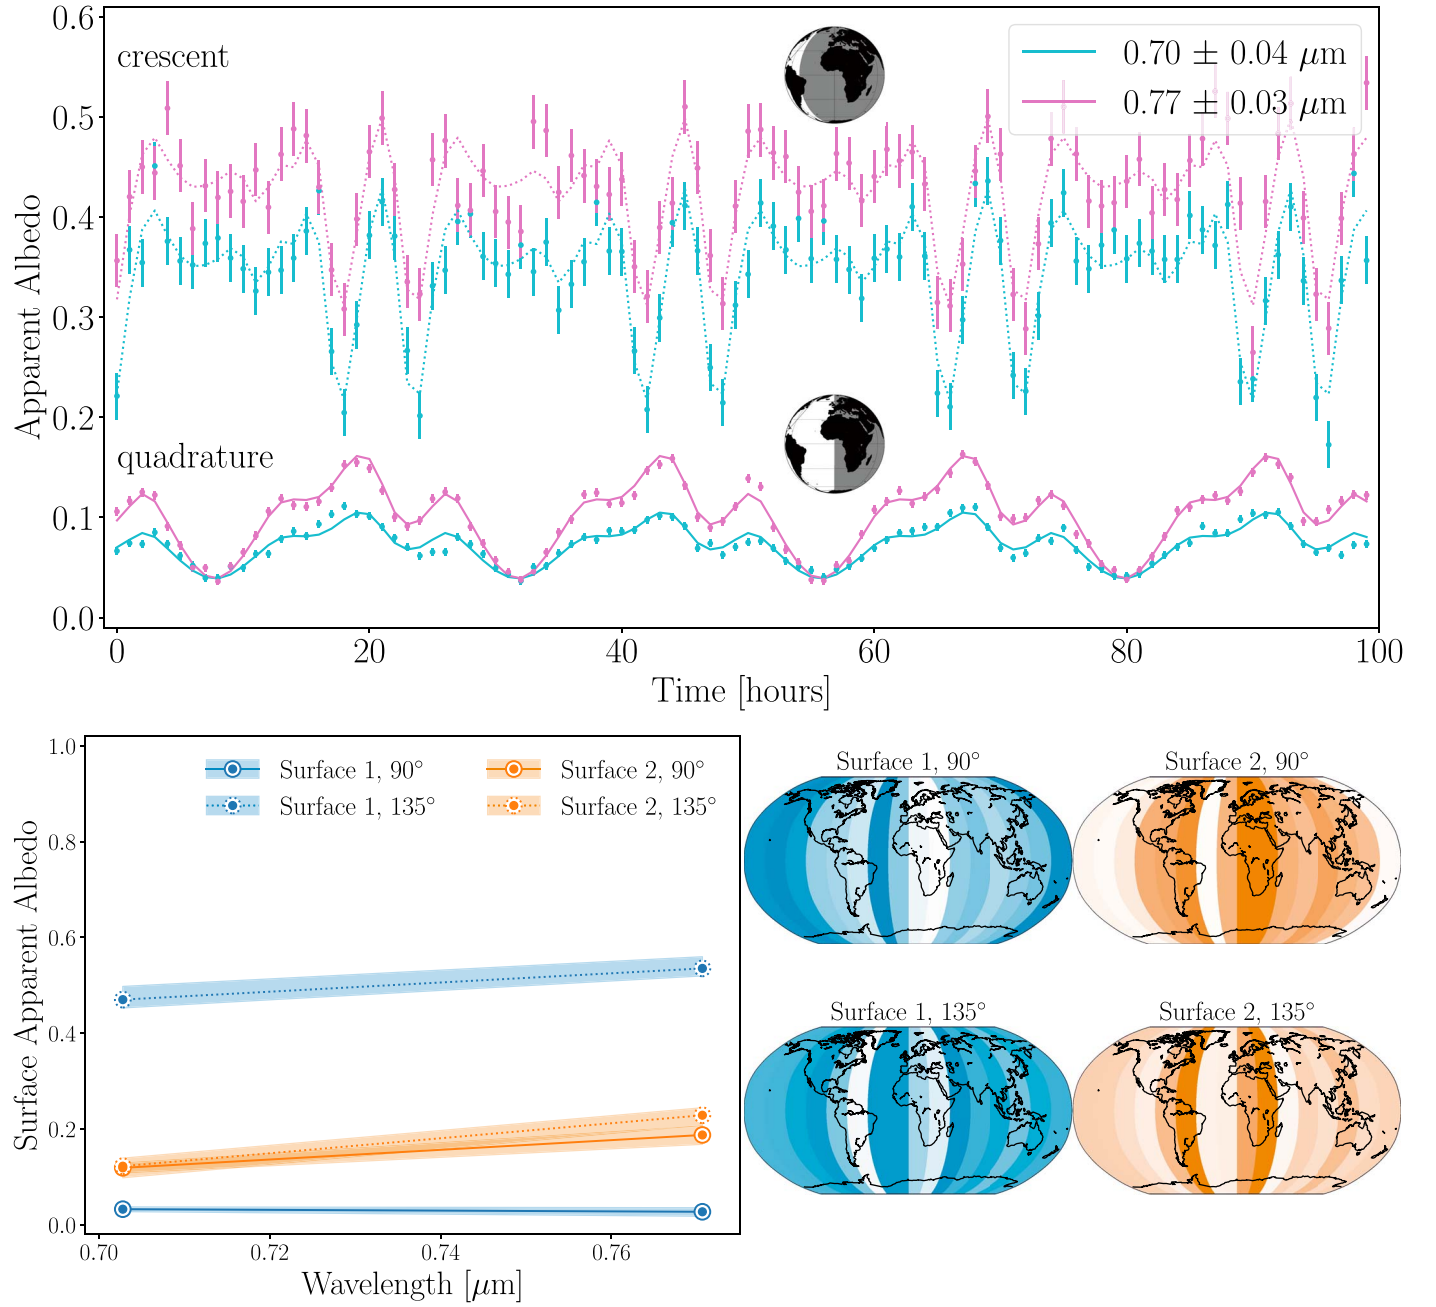 crescent
0.70 ± 0.04 μm
0.77 ± 0.03 μm
quadrature
Apparent Albedo
0.6
0.5
0.4
0.3
0.2
0.1
0.0
0 20 40 60 80 100
Time [hours]
Surface 1, 90°
Surface 2, 90°
Surface 1, 135°
Surface 2, 135°
Surface Apparent Albedo
1.0
0.8
0.6
0.4
0.2
0.0
0.70 0.72 0.74 0.76
Wavelength [μm]
Surface 1, 90°
Surface 2, 90°
Surface 1, 135°
Surface 2, 135°